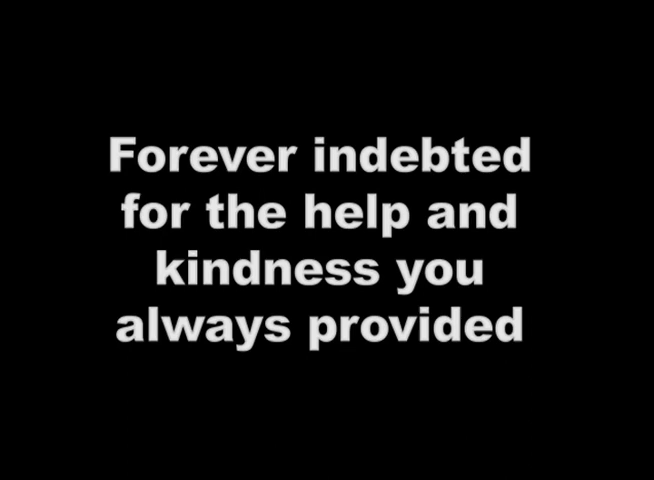 Forever indebted
for the help and
kindness you
always provided